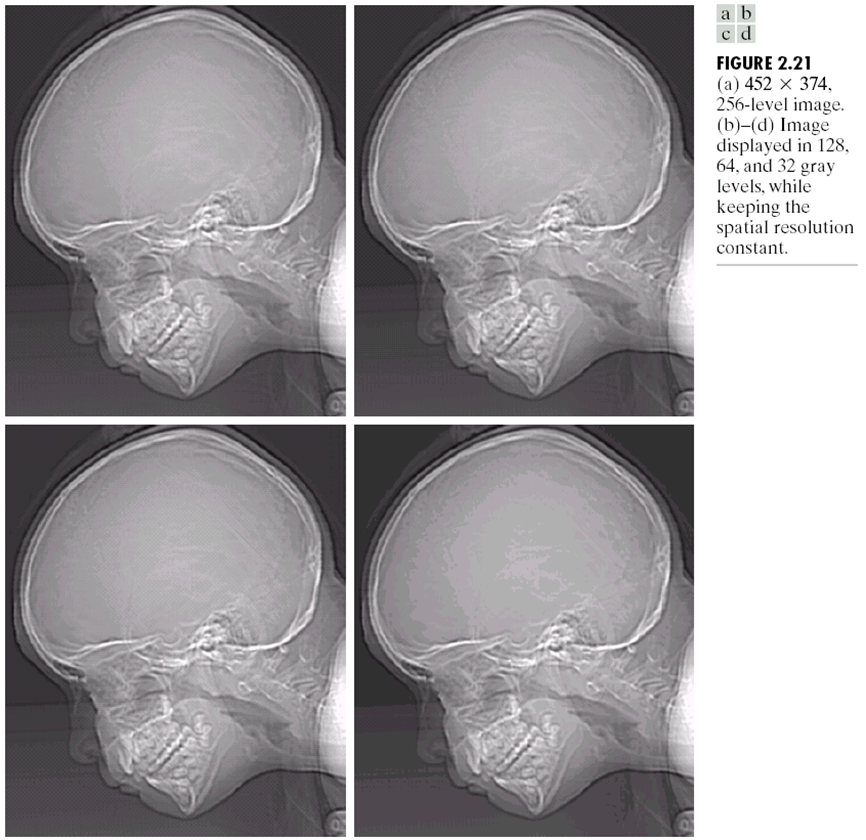 a b
c d
FIGURE 2.21
(a) 452 × 374,
256-level image.
(b)–(d) Image
displayed in 128,
64, and 32 gray
levels, while
keeping the
spatial resolution
constant.